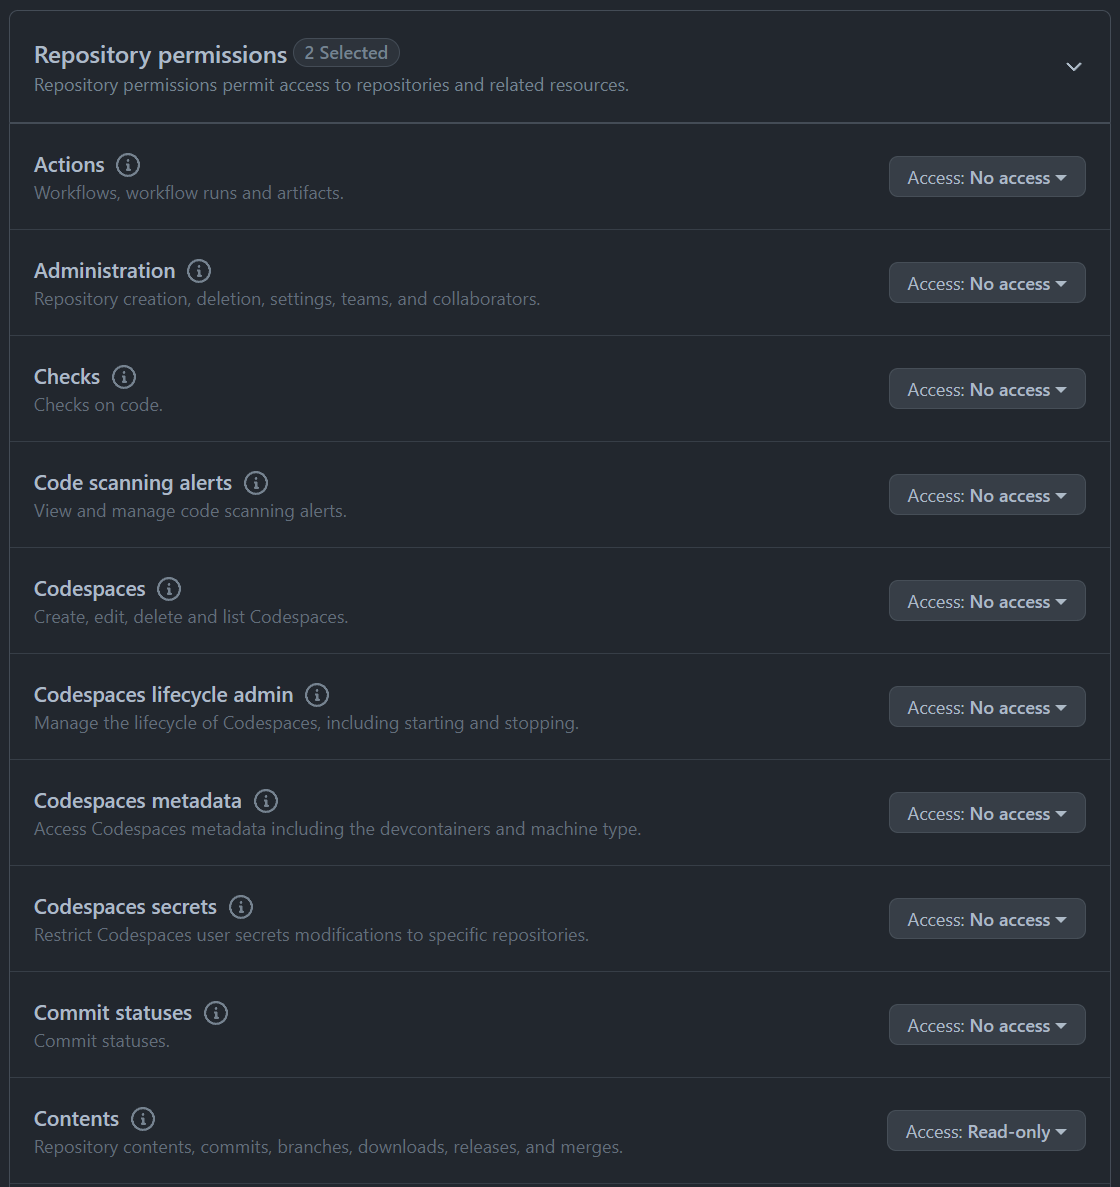 Repository permissions 2 Selected
Repository permissions permit access to repositories and related resources.
Actions
Workflows, workflow runs and artifacts.
Access: No access
Administration
Repository creation, deletion, settings, teams, and collaborators.
Access: No access
Checks
Checks on code.
Access: No access
Code scanning alerts
View and manage code scanning alerts.
Access: No access
Codespaces
Create, edit, delete and list Codespaces.
Access: No access
Codespaces lifecycle admin
Manage the lifecycle of Codespaces, including starting and stopping.
Access: No access
Codespaces metadata
Access Codespaces metadata including the devcontainers and machine type.
Access: No access
Codespaces secrets
Restrict Codespaces user secrets modifications to specific repositories.
Access: No access
Commit statuses
Commit statuses.
Access: No access
Contents
Repository contents, commits, branches, downloads, releases, and merges.
Access: Read-only